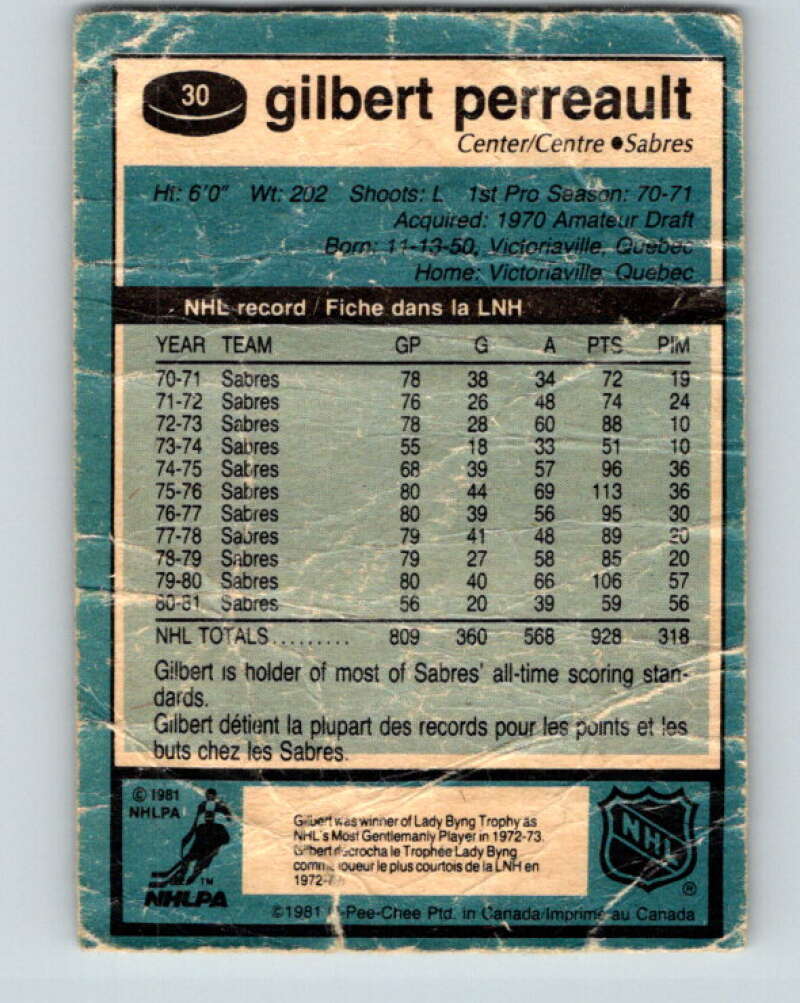 30 gilbert perreault
Center/Centre ●Sabres
Ht: 6'0" Wt: 202 Shoots: L 1st Pro Season: 70-71
Acquired: 1970 Amateur Draft
Born: 11-13-50, Victoriaville, Quebec
Home: Victoriaville, Quebec
NHL record / Fiche dans la LNH
YEAR TEAM GP G A PTS PIM
70-71 Sabres 78 38 34 72 19
71-72 Sabres 76 26 48 74 24
72-73 Sabres 78 28 60 88 10
73-74 Sabres 55 18 33 51 10
74-75 Sabres 68 39 57 96 36
75-76 Sabres 80 44 69 113 36
76-77 Sabres 80 39 56 95 30
77-78 Sabres 79 41 48 89 20
78-79 Sabres 79 27 58 85 20
79-80 Sabres 80 40 66 106 57
80-81 Sabres 56 20 39 59 56
NHL TOTALS......... 809 360 568 928 318
Gilbert is holder of most of Sabres' all-time scoring stan-
dards.
Gilbert détient la plupart des records pour les points et les
buts chez les Sabres.
© 1981
NHLPA
Gilbert was winner of Lady Byng Trophy as
NHL's Most Gentlemanly Player in 1972-73.
Gilbert décrocha le Trophée Lady Byng
comme joueur le plus courtois de la LNH en
NHL
®
TM
NHLPA
©1981 O-Pee-Chee Ptd. in Canada/Imprimé au Canada